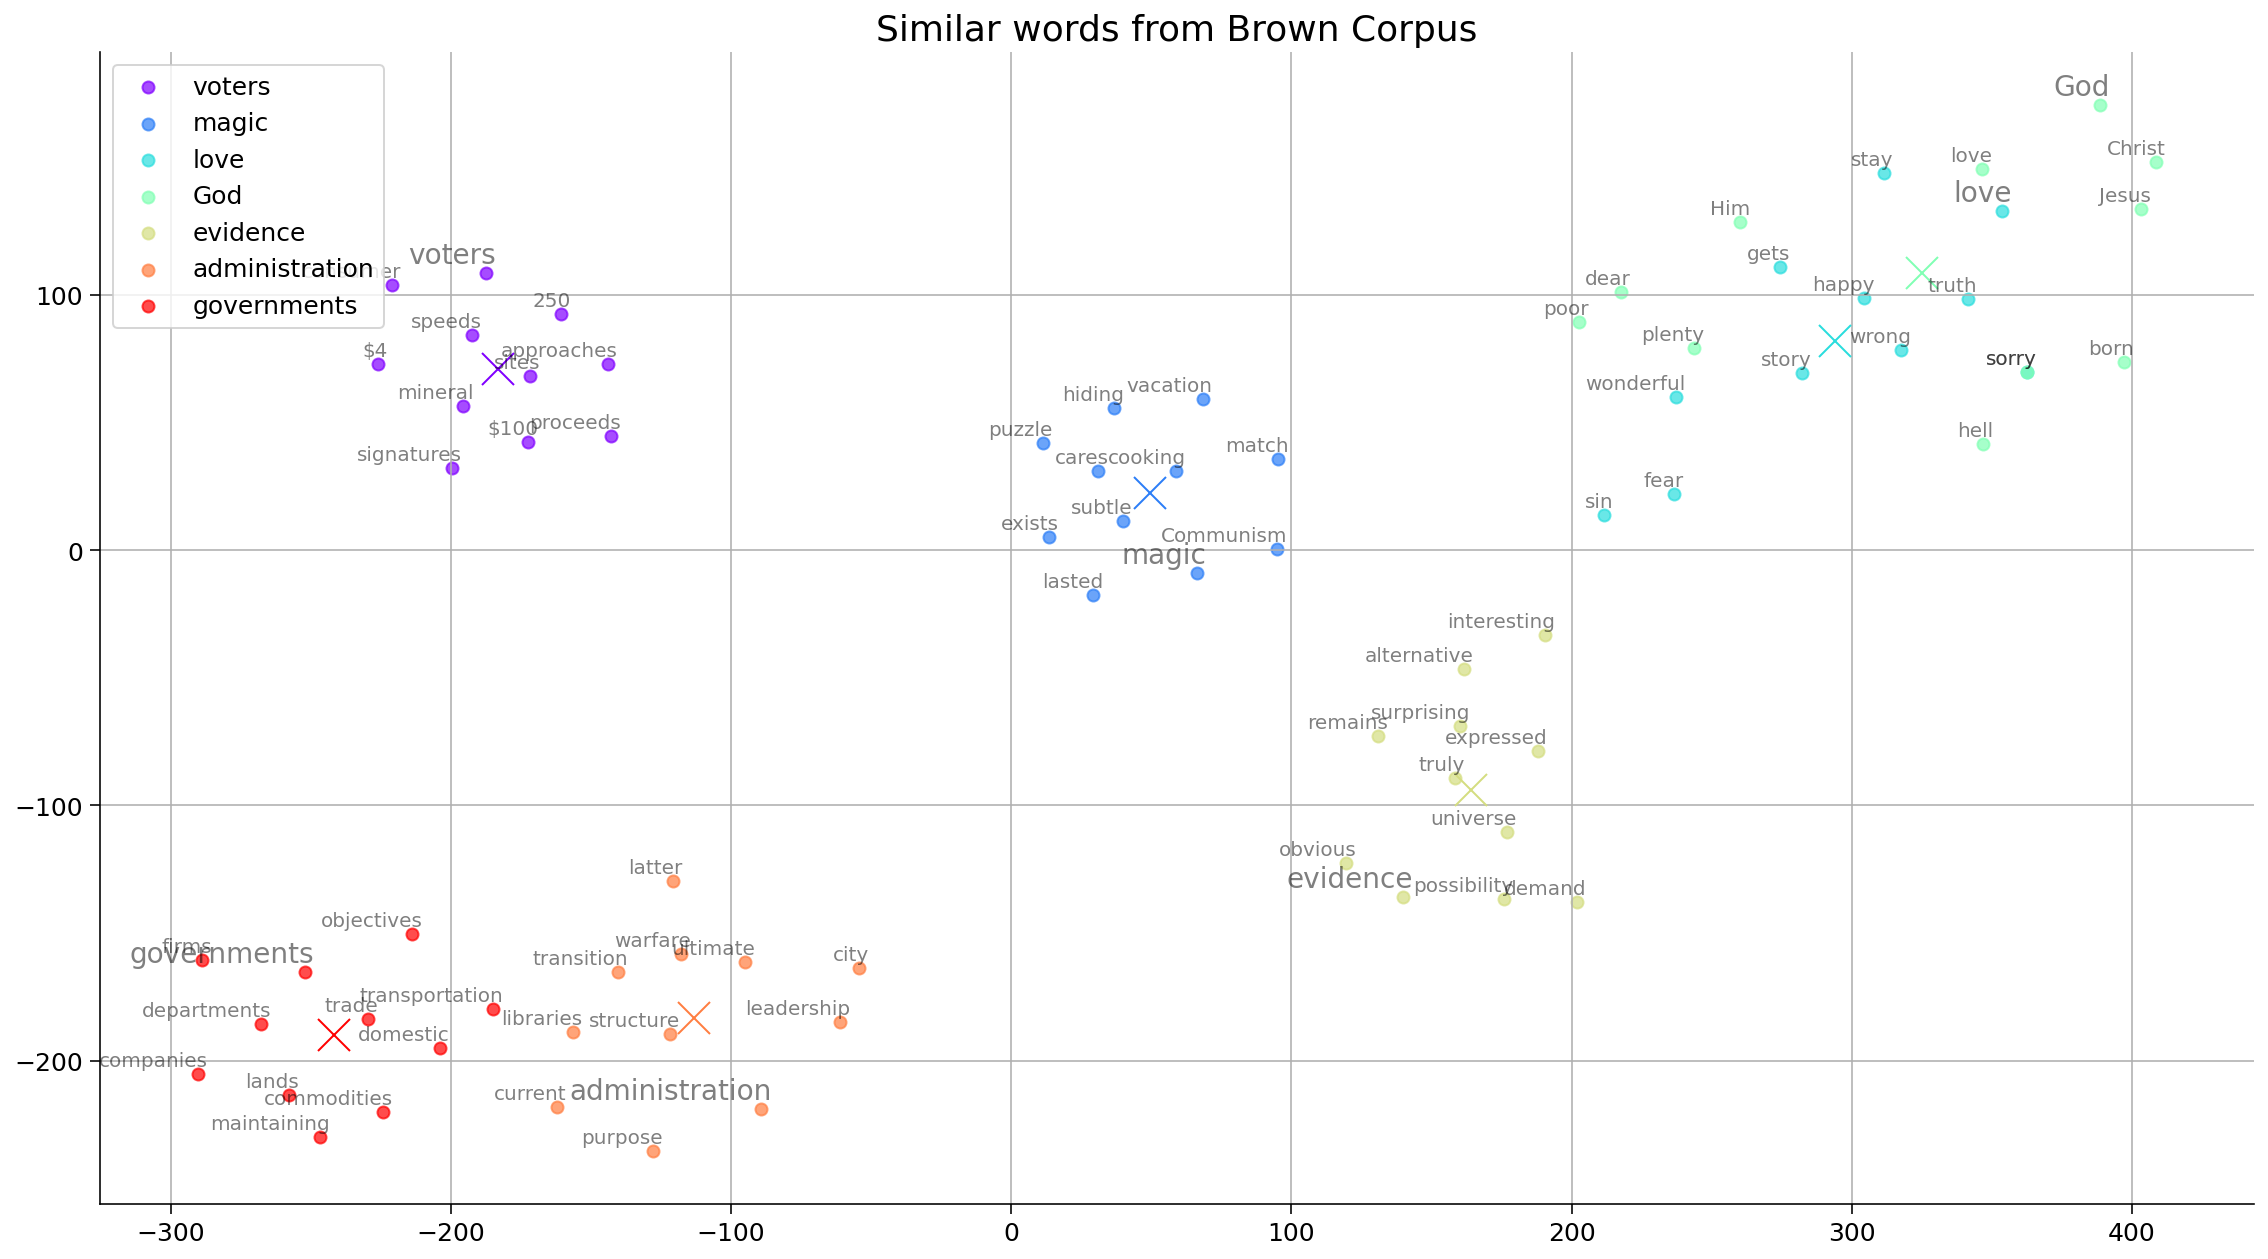 Similar words from Brown Corpus
voters
magic
love
God
evidence
administration
governments
God
Christ
love
stay
love
Jesus
Him
gets
voters
dear
happy
truth
250
poor
speeds
plenty
wrong
$4
approaches
sites
story
sorry
born
mineral
hiding
vacation
wonderful
$100
proceeds
puzzle
match
hell
signatures
cares
cooking
fear
subtle
sin
exists
Communism
magic
lasted
interesting
alternative
surprising
remains
expressed
truly
universe
obvious
evidence
possibility
demand
latter
objectives
firms
governments
warfare
ultimate
transition
city
transportation
trade
departments
leadership
libraries
structure
domestic
companies
lands
commodities
current
administration
maintaining
purpose
100
0
−100
−200
−300
−200
−100
0
100
200
300
400